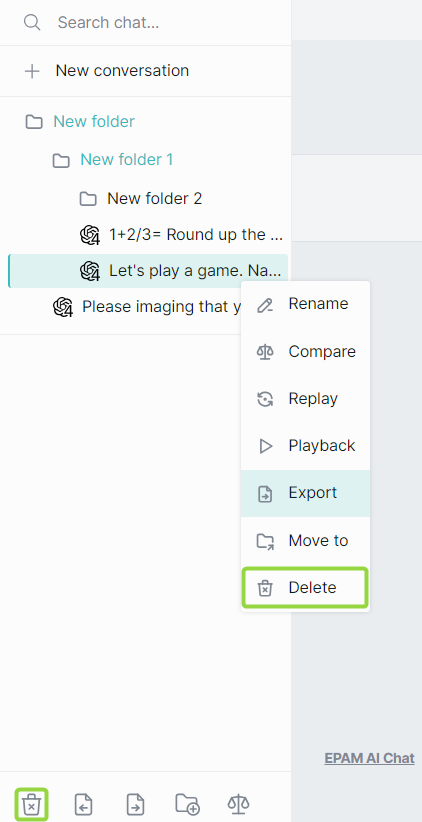 Search chat...
New conversation
New folder
New folder 1
New folder 2
1+2/3= Round up the ...
Let's play a game. Na...
Please imaging that y
Rename
Compare
Replay
Playback
Export
Move to
Delete
EPAM AI Chat